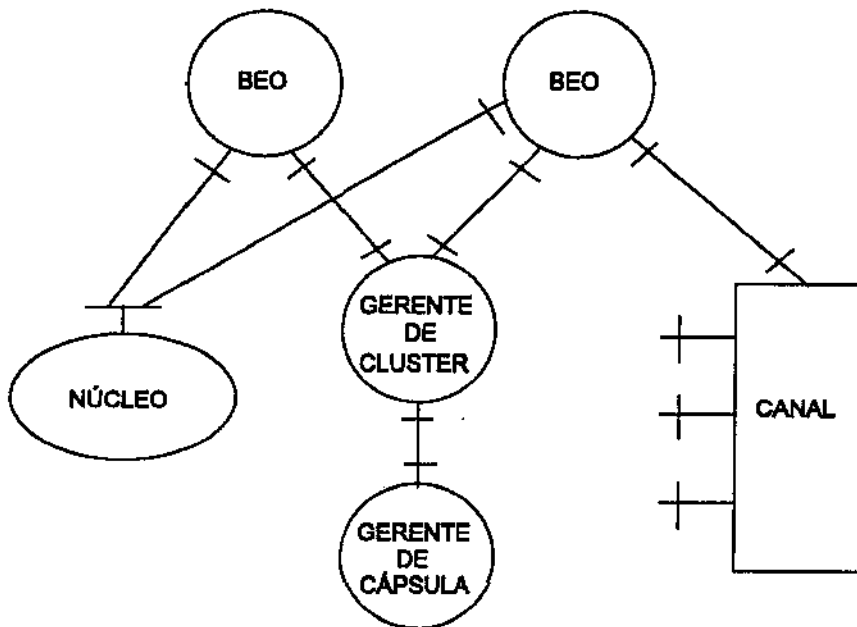 BEO
BEO
GERENTE
DE
CLUSTER
NÚCLEO
CANAL
GERENTE
DE
CÁPSULA